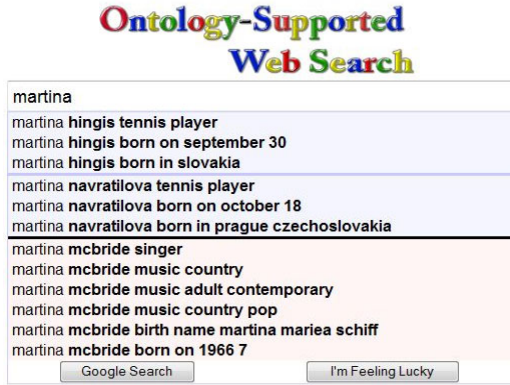 Ontology-Supported
Web Search
martina
martina hingis tennis player
martina hingis born on september 30
martina hingis born in slovakia
martina navratilova tennis player
martina navratilova born on october 18
martina navratilova born in prague czechoslovakia
martina mcbride singer
martina mcbride music country
martina mcbride music adult contemporary
martina mcbride music country pop
martina mcbride birth name martina mariea schiff
martina mcbride born on 1966 7
Google Search I'm Feeling Lucky